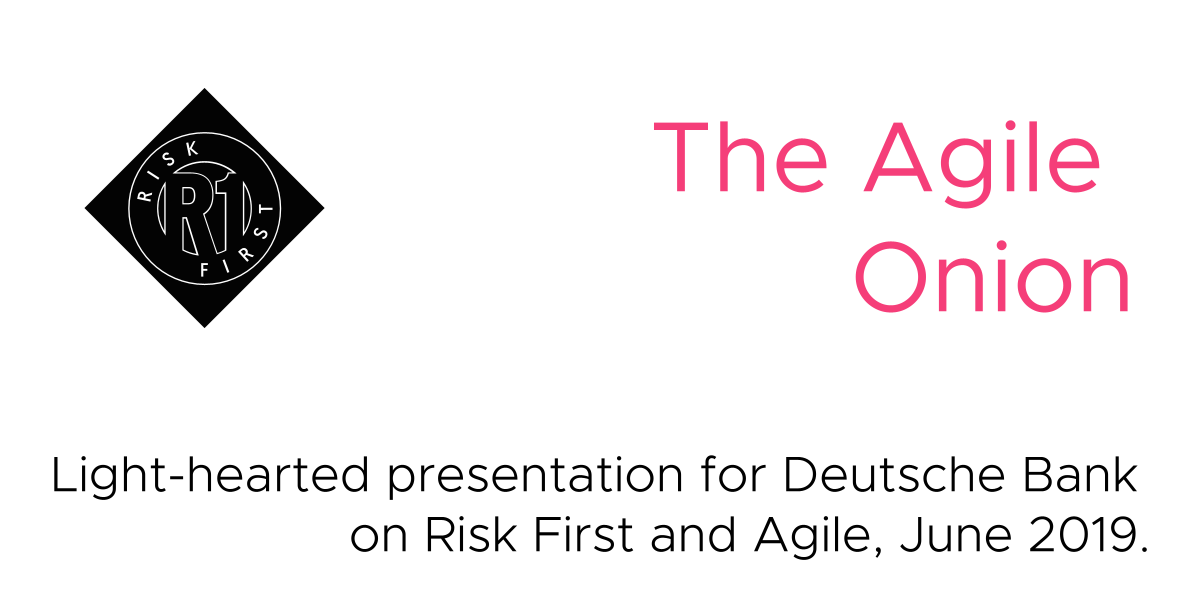 RISK
R1
FIRST
The Agile
Onion
Light-hearted presentation for Deutsche Bank
on Risk First and Agile, June 2019.